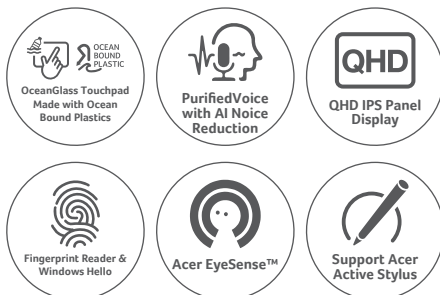 OCEAN
BOUND
PLASTIC
OceanGlass Touchpad
Made with Ocean
Bound Plastics
PurifiedVoice
with AI Noice
Reduction
QHD
QHD IPS Panel
Display
Fingerprint Reader &
Windows Hello
Acer EyeSense™
Support Acer
Active Stylus